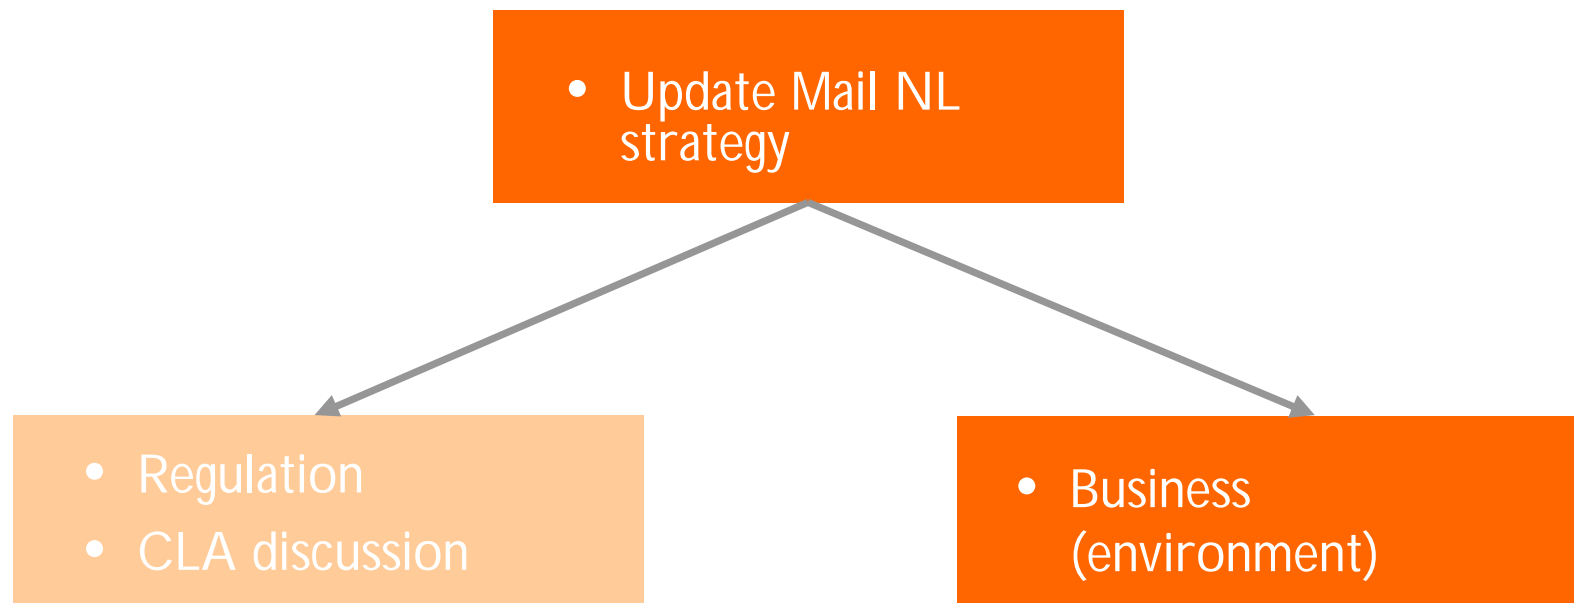 • Update Mail NL
strategy
• Regulation
• CLA discussion
• Business
(environment)